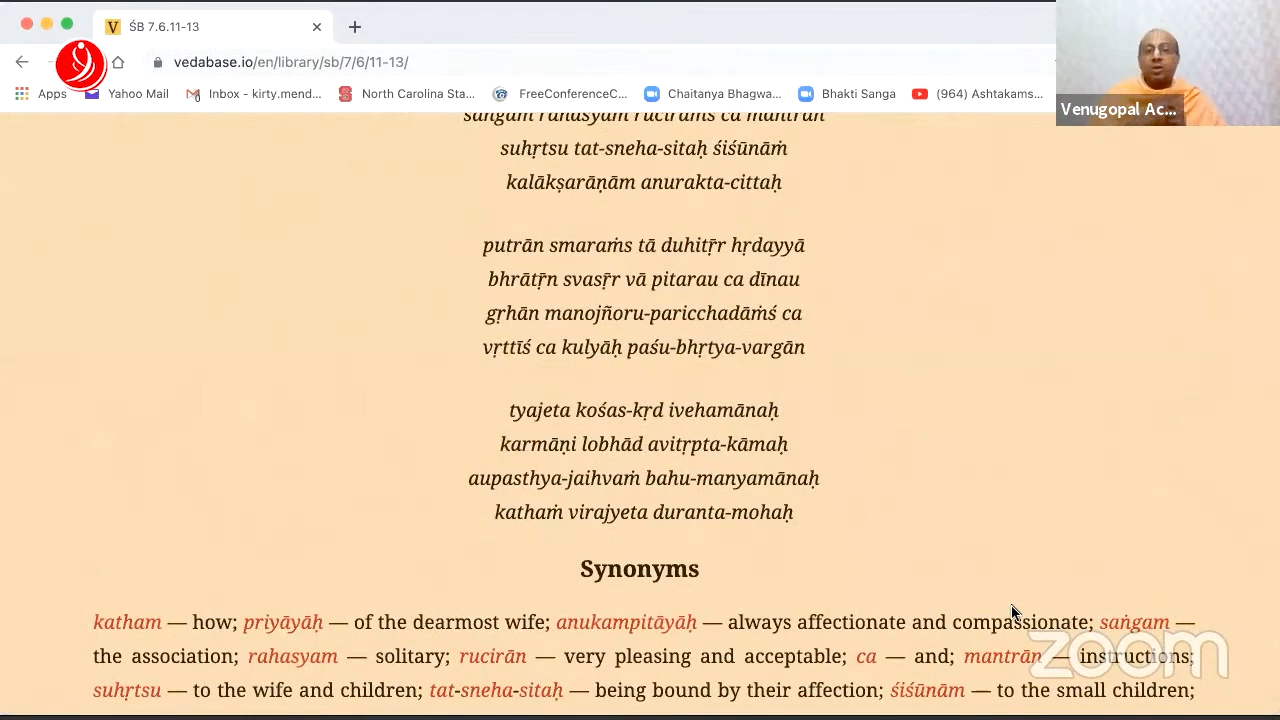 V ŚB 7.6.11-13
vedabase.io/en/library/sb/7/6/11-13/
Apps Yahoo Mail Inbox - kirty.mend... North Carolina Sta... FreeConferenceC... Chaitanya Bhagwa... Bhakti Sanga (964) Ashtakams...
Venugopal Ac...
saṅgaṁ rahasyaṁ rucirāṁś ca mantrān
suhṛtsu tat-sneha-sitaḥ śiśūnāṁ
kalākṣarāṇām anurakta-cittaḥ
putrān smaraṁs tā duhitṝr hṛdayyā
bhrātṝn svasṝr vā pitarau ca dīnau
gṛhān manojñoru-paricchadāṁś ca
vṛttīś ca kulyāḥ paśu-bhṛtya-vargān
tyajeta kośas-kṛd ivehamānaḥ
karmāṇi lobhād avitṛpta-kāmaḥ
aupasthya-jaihvaṁ bahu-manyamānaḥ
kathaṁ virajyeta duranta-mohaḥ
Synonyms
katham — how; priyāyāḥ — of the dearmost wife; anukampitāyāḥ — always affectionate and compassionate; saṅgam —
the association; rahasyam — solitary; rucirān — very pleasing and acceptable; ca — and; mantrān — instructions;
suhṛtsu — to the wife and children; tat-sneha-sitaḥ — being bound by their affection; śiśūnām — to the small children;
zoom